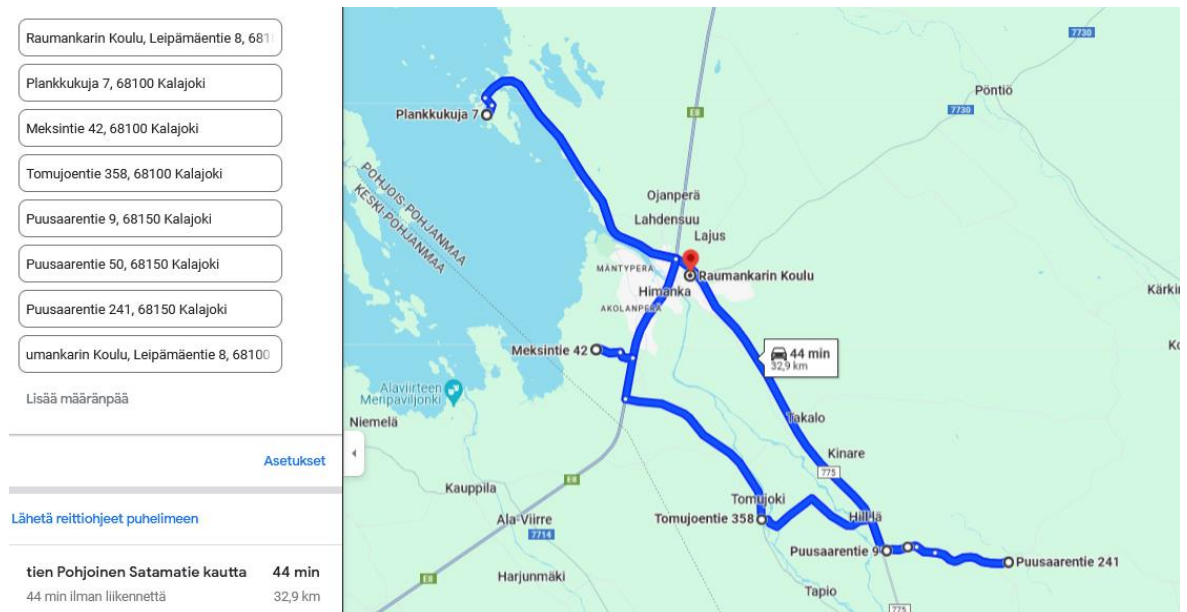 Raumankarin Koulu, Leipämäentie 8, 681
Plankkukuja 7, 68100 Kalajoki
Meksintie 42, 68100 Kalajoki
Tomujoentie 358, 68100 Kalajoki
Puusaarentie 9, 68150 Kalajoki
Puusaarentie 50, 68150 Kalajoki
Puusaarentie 241, 68150 Kalajoki
umankarin Koulu, Leipämäentie 8, 68100
Lisää määränpää
Asetukset
Lähetä reittiohjeet puhelimeen
tien Pohjoinen Satamatie kautta 44 min
44 min ilman liikennettä 32,9 km
7730
Pöntiö
7730
E8
Plankkukuja 7
POHJOIS-POHJANMAA
KESKI-POHJANMAA
Ojanperä
Lahdensuu
Lajus
MÄNTYPERÄ
Raumankarin Koulu
Himanka
AKOLANPERÄ
Kärkin
Meksintie 42
44 min
32,9 km
Ko
Alaviirteen
Meripaviljonki
Niemelä
Takalo
Kinare
775
E8
Kauppila
Tomujoki
Ala-Viirre
Tomujoentie 358
Hillilä
7714
Puusaarentie 9
Puusaarentie 241
Harjunmäki
E8
Tapio
775